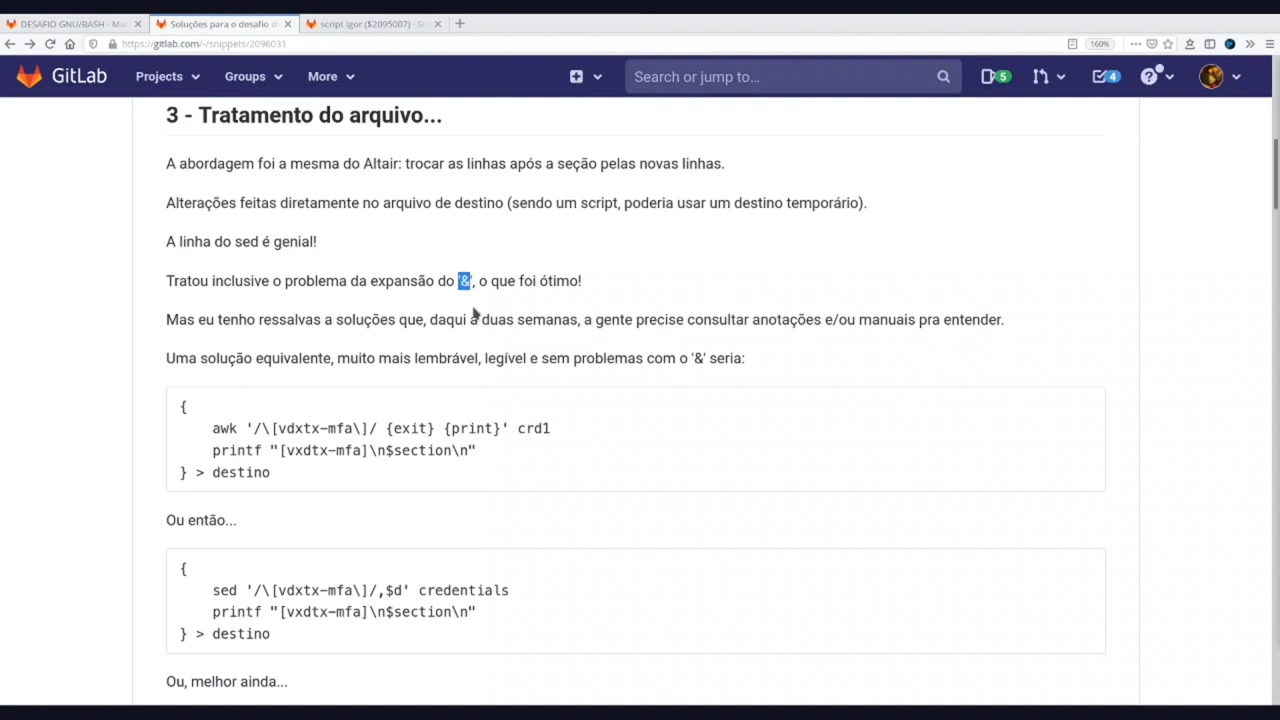 DESAFIO GNU/BASH - Ma
Soluções para o desafio d
script igor ($2095007) · Sn
https://gitlab.com/-/snippets/2096031
160%
GitLab
Projects
Groups
More
Search or jump to...
5
4
3 - Tratamento do arquivo...
A abordagem foi a mesma do Altair: trocar as linhas após a seção pelas novas linhas.
Alterações feitas diretamente no arquivo de destino (sendo um script, poderia usar um destino temporário).
A linha do sed é genial!
Tratou inclusive o problema da expansão do '&', o que foi ótimo!
Mas eu tenho ressalvas a soluções que, daqui a duas semanas, a gente precise consultar anotações e/ou manuais pra entender.
Uma solução equivalente, muito mais lembrável, legível e sem problemas com o '&' seria:
{
awk '/\[vdxtx-mfa\]/ {exit} {print}' crd1
printf "[vxdtx-mfa]\n$section\n"
} > destino
Ou então...
{
sed '/\[vdxtx-mfa\]/,$d' credentials
printf "[vxdtx-mfa]\n$section\n"
} > destino
Ou, melhor ainda...